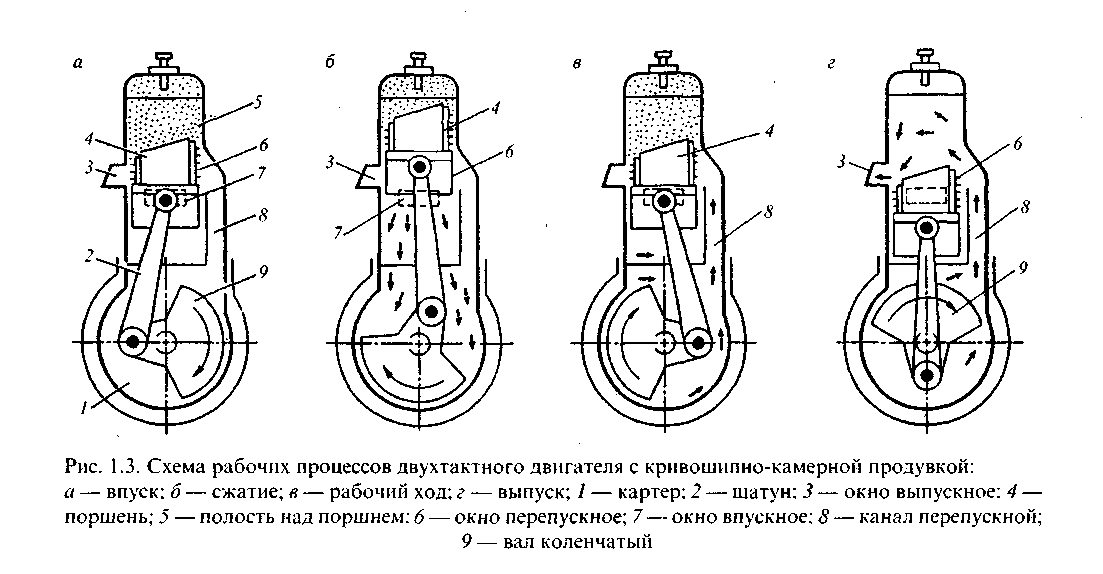 а б в г
5 4 4 6
4 6 3
3 3 8
6 7 8 9
7
8
2 9
1
Рис. 1.3. Схема рабочих процессов двухтактного двигателя с кривошипно-камерной продувкой:
а — впуск; б — сжатие; в — рабочий ход; г — выпуск; 1 — картер; 2 — шатун; 3 — окно выпускное; 4 —
поршень; 5 — полость над поршнем; 6 — окно перепускное; 7 — окно впускное; 8 — канал перепускной;
9 — вал коленчатый